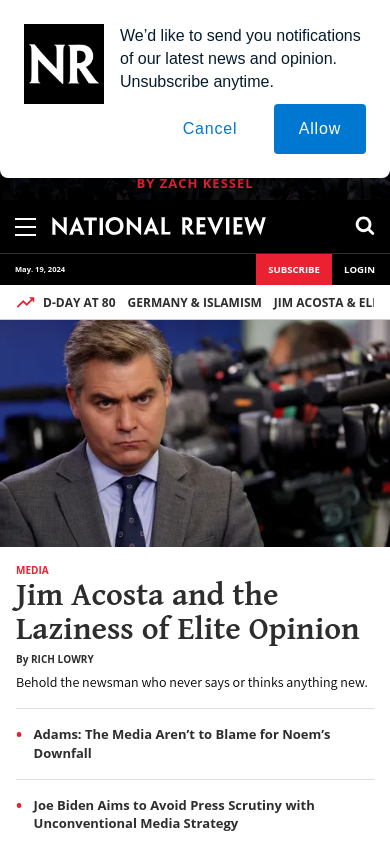 NR
We’d like to send you notifications
of our latest news and opinion.
Unsubscribe anytime.
Cancel
Allow
BY ZACH KESSEL
NATIONAL REVIEW
May. 19, 2024
SUBSCRIBE
LOGIN
D-DAY AT 80
GERMANY & ISLAMISM
JIM ACOSTA &
MEDIA
Jim Acosta and the
Laziness of Elite Opinion
By RICH LOWRY
Behold the newsman who never says or thinks anything new.
• Adams: The Media Aren’t to Blame for Noem’s
Downfall
• Joe Biden Aims to Avoid Press Scrutiny with
Unconventional Media Strategy